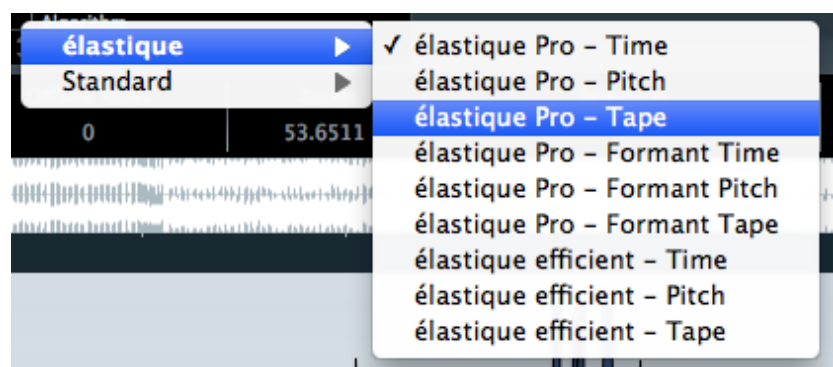 Algorithm
élastique
Standard
0
53.6511
✓ élastique Pro – Time
élastique Pro – Pitch
élastique Pro – Tape
élastique Pro – Formant Time
élastique Pro – Formant Pitch
élastique Pro – Formant Tape
élastique efficient – Time
élastique efficient – Pitch
élastique efficient – Tape